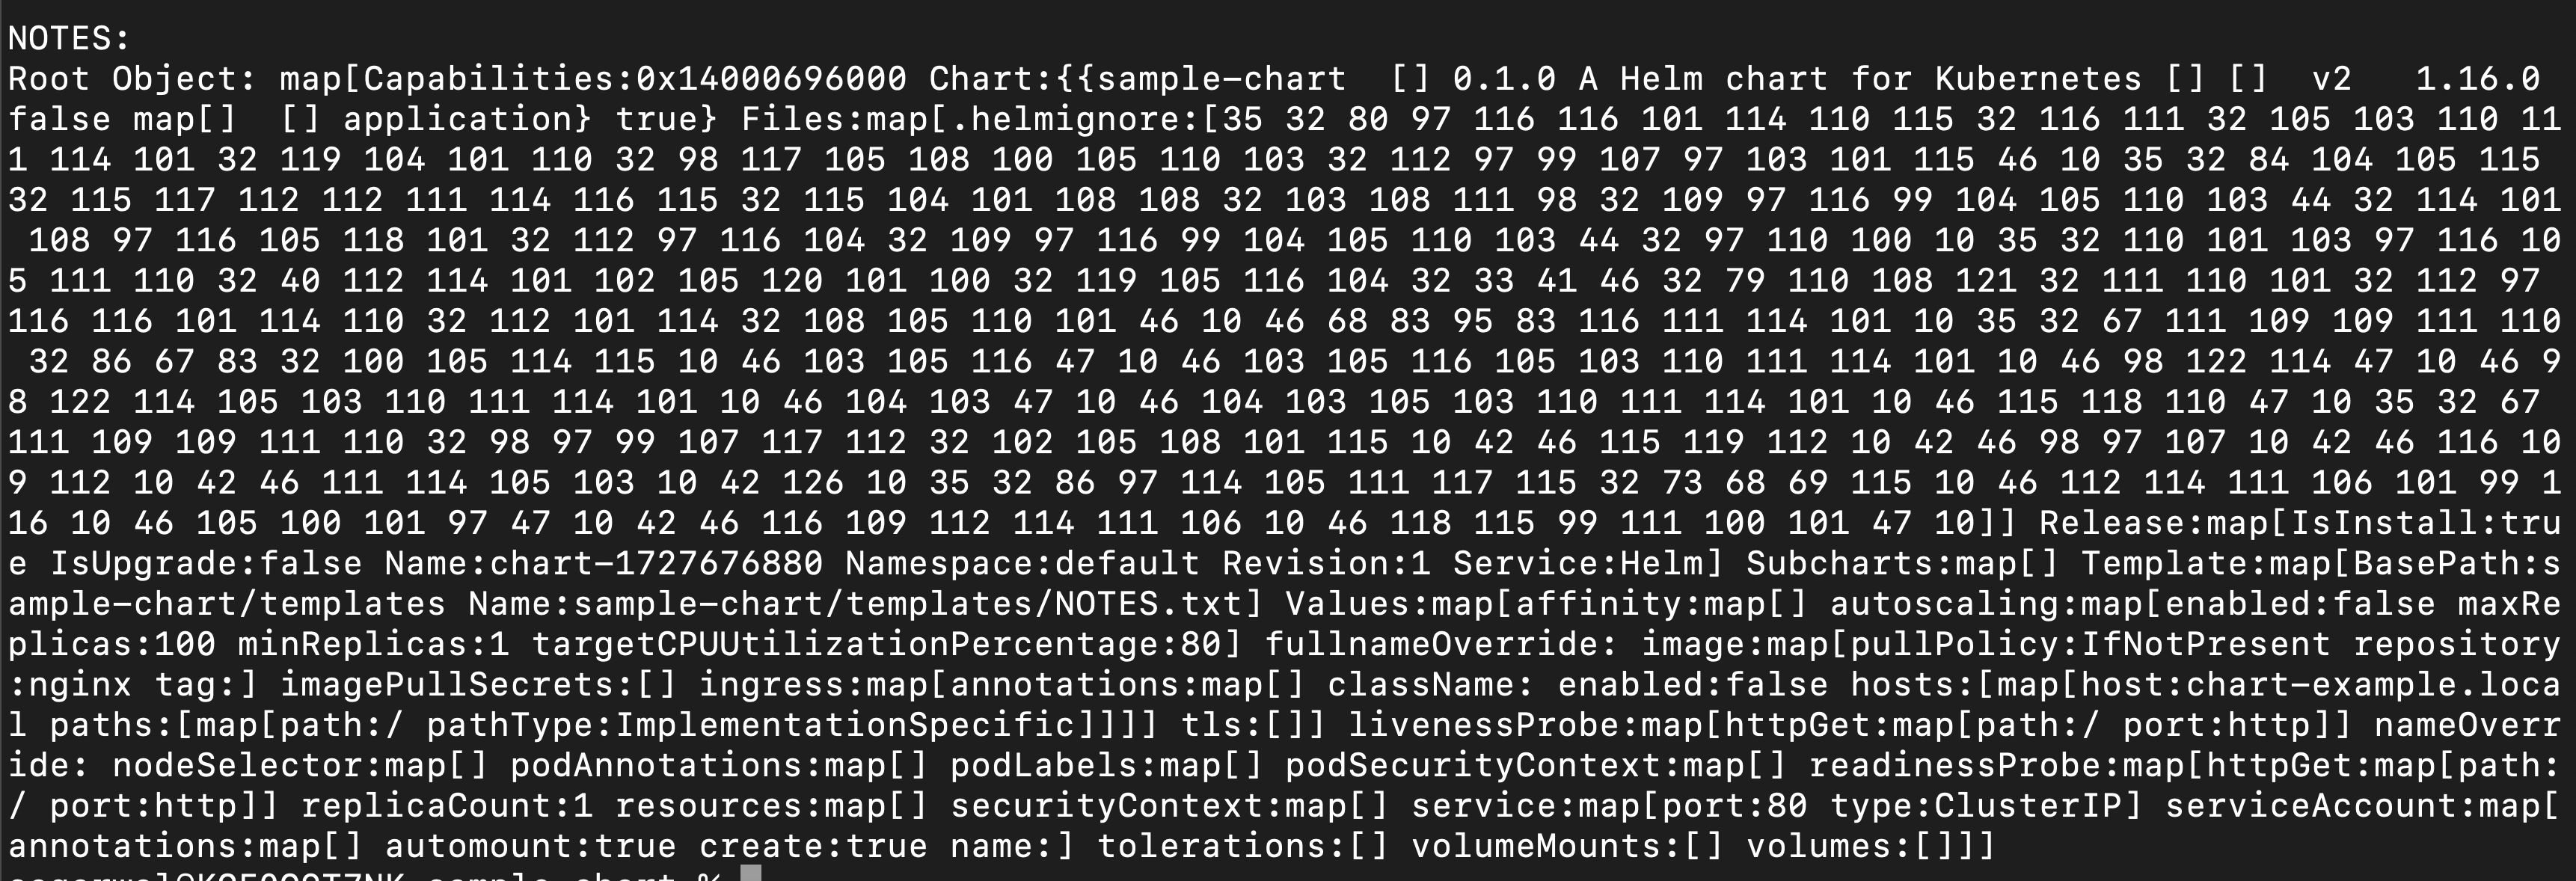 NOTES:
Root Object: map[Capabilities:0x14000696000 Chart:{{sample-chart  [] 0.1.0 A Helm chart for Kubernetes [] []  v2   1.16.0
false map[]  [] application} true} Files:map[.helmignore:[35 32 80 97 116 116 101 114 110 115 32 116 111 32 105 103 110 11
1 114 101 32 119 104 101 110 32 98 117 105 108 100 105 110 103 32 112 97 99 107 97 103 101 115 46 10 35 32 84 104 105 115
32 115 117 112 112 111 114 116 115 32 115 104 101 108 108 32 103 108 111 98 32 109 97 116 99 104 105 110 103 44 32 114 101
 108 97 116 105 118 101 32 112 97 116 104 32 109 97 116 99 104 105 110 103 44 32 97 110 100 10 35 32 110 101 103 97 116 10
5 111 110 32 40 112 114 101 102 105 120 101 100 32 119 105 116 104 32 33 41 46 32 79 110 108 121 32 111 110 101 32 112 97
116 116 101 114 110 32 112 101 114 32 108 105 110 101 46 10 46 68 83 95 83 116 111 114 101 10 35 32 67 111 109 109 111 110
 32 86 67 83 32 100 105 114 115 10 46 103 105 116 47 10 46 103 105 116 105 103 110 111 114 101 10 46 98 122 114 47 10 46 9
8 122 114 105 103 110 111 114 101 10 46 104 103 47 10 46 104 103 105 103 110 111 114 101 10 46 115 118 110 47 10 35 32 67
111 109 109 111 110 32 98 97 99 107 117 112 32 102 105 108 101 115 10 42 46 115 119 112 10 42 46 98 97 107 10 42 46 116 10
9 112 10 42 46 111 114 105 103 10 42 126 10 35 32 86 97 114 105 111 117 115 32 73 68 69 115 10 46 112 114 111 106 101 99 1
16 10 46 105 100 101 97 47 10 42 46 116 109 112 114 111 106 10 46 118 115 99 111 100 101 47 10]] Release:map[IsInstall:tru
e IsUpgrade:false Name:chart-1727676880 Namespace:default Revision:1 Service:Helm] Subcharts:map[] Template:map[BasePath:s
ample-chart/templates Name:sample-chart/templates/NOTES.txt] Values:map[affinity:map[] autoscaling:map[enabled:false maxRe
plicas:100 minReplicas:1 targetCPUUtilizationPercentage:80] fullnameOverride: image:map[pullPolicy:IfNotPresent repository
:nginx tag:] imagePullSecrets:[] ingress:map[annotations:map[] className: enabled:false hosts:[map[host:chart-example.loca
l paths:[map[path:/ pathType:ImplementationSpecific]]]] tls:[]] livenessProbe:map[httpGet:map[path:/ port:http]] nameOverr
ide: nodeSelector:map[] podAnnotations:map[] podLabels:map[] podSecurityContext:map[] readinessProbe:map[httpGet:map[path:
/ port:http]] replicaCount:1 resources:map[] securityContext:map[] service:map[port:80 type:ClusterIP] serviceAccount:map[
annotations:map[] automount:true create:true name:] tolerations:[] volumeMounts:[] volumes:[]]]
sample-chart %